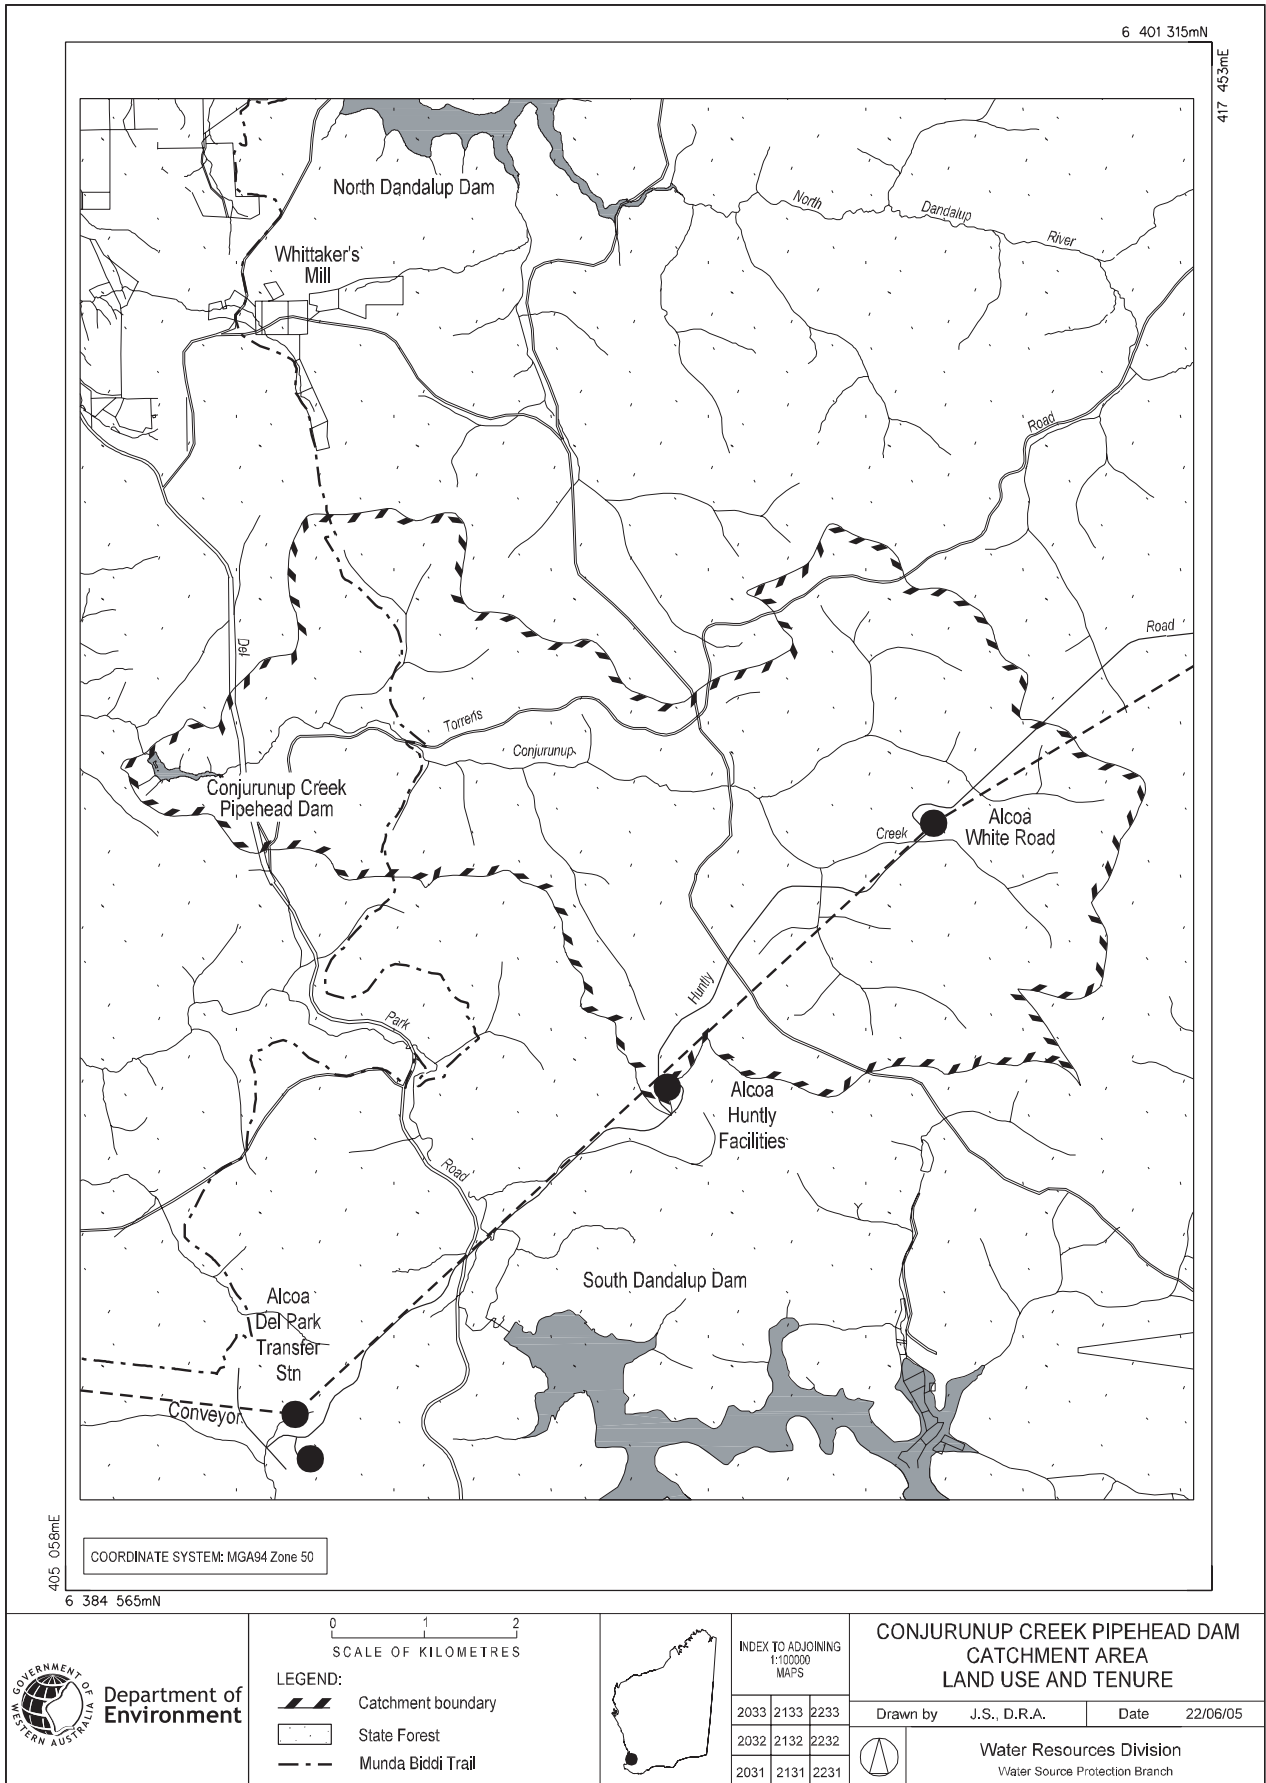 6 401 315mN
417 453mE
North Dandalup Dam
North
Dandalup
River
Whittaker's
Mill
Road
Road
Del
Torrens
Conjurunup
Conjurunup Creek
Pipehead Dam
Creek
Alcoa
White Road
Huntly
Park
Alcoa
Huntly
Facilities
Road
South Dandalup Dam
Alcoa
Del Park
Transfer
Stn
Conveyor
405 058mE
COORDINATE SYSTEM: MGA94 Zone 50
6 384 565mN
GOVERNMENT OF
WESTERN AUSTRALIA
Department of
Environment
0 1 2
SCALE OF KILOMETRES
LEGEND:
Catchment boundary
State Forest
Munda Biddi Trail
INDEX TO ADJOINING
1:100000
MAPS
2033 2133 2233
2032 2132 2232
2031 2131 2231
CONJURUNUP CREEK PIPEHEAD DAM
CATCHMENT AREA
LAND USE AND TENURE
Drawn by J.S., D.R.A. Date 22/06/05
Water Resources Division
Water Source Protection Branch